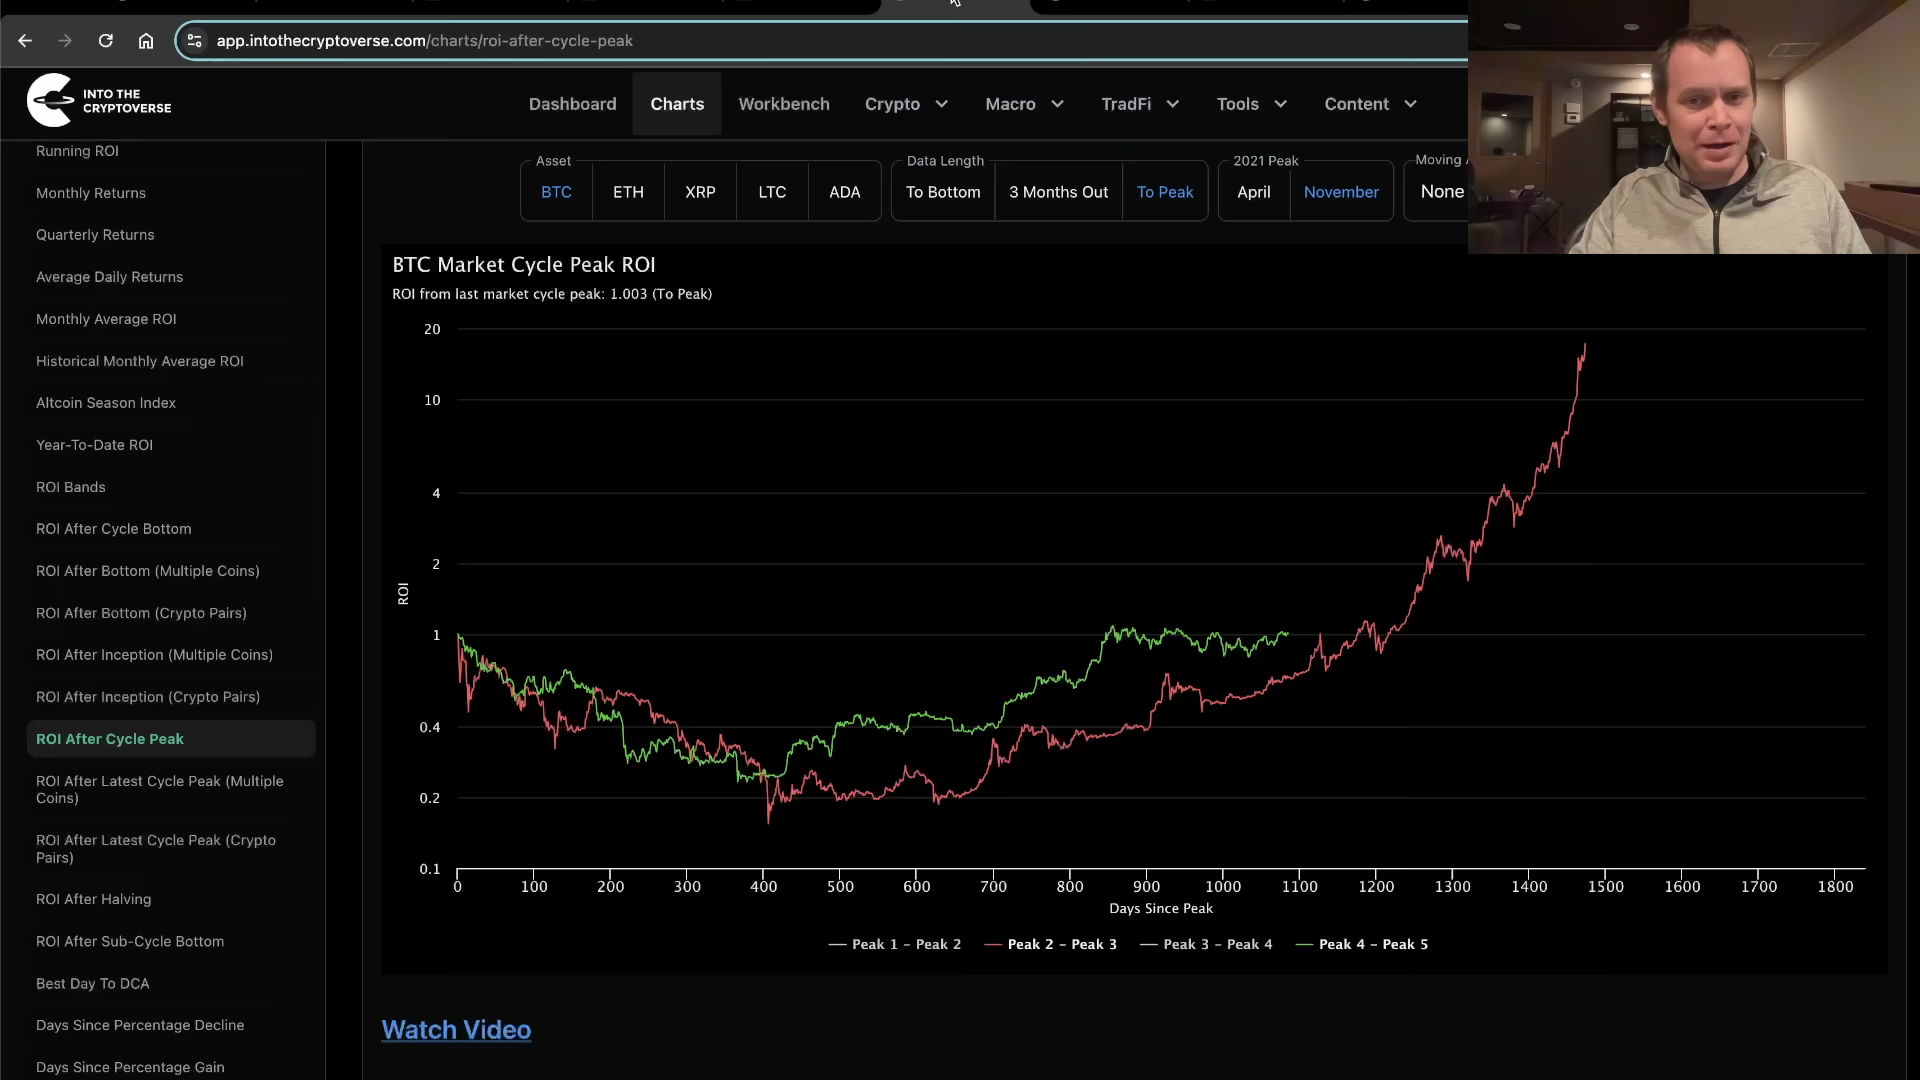 app.intothecryptoverse.com/charts/roi-after-cycle-peak
INTO THE
CRYPTOVERSE
Dashboard
Charts
Workbench
Crypto
Macro
TradFi
Tools
Content
Running ROI
Monthly Returns
Quarterly Returns
Average Daily Returns
Monthly Average ROI
Historical Monthly Average ROI
Altcoin Season Index
Year-To-Date ROI
ROI Bands
ROI After Cycle Bottom
ROI After Bottom (Multiple Coins)
ROI After Bottom (Crypto Pairs)
ROI After Inception (Multiple Coins)
ROI After Inception (Crypto Pairs)
ROI After Cycle Peak
ROI After Latest Cycle Peak (Multiple
Coins)
ROI After Latest Cycle Peak (Crypto
Pairs)
ROI After Halving
ROI After Sub-Cycle Bottom
Best Day To DCA
Days Since Percentage Decline
Days Since Percentage Gain
Asset
BTC
ETH
XRP
LTC
ADA
Data Length
To Bottom
3 Months Out
To Peak
2021 Peak
April
November
Moving
None
BTC Market Cycle Peak ROI
ROI from last market cycle peak: 1.003 (To Peak)
20
10
4
2
1
0.4
0.2
0.1
ROI
0 100 200 300 400 500 600 700 800 900 1000 1100 1200 1300 1400 1500 1600 1700 1800
Days Since Peak
Peak 1 - Peak 2
Peak 2 - Peak 3
Peak 3 - Peak 4
Peak 4 - Peak 5
Watch Video